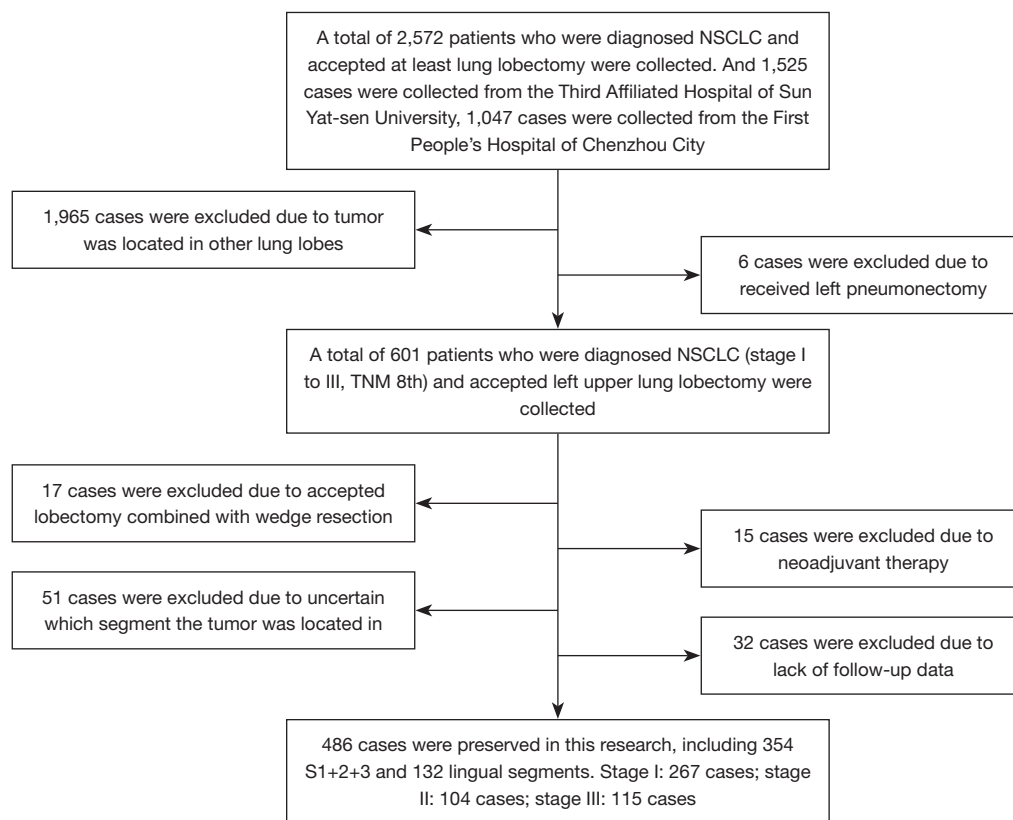 A total of 2,572 patients who were diagnosed NSCLC and
accepted at least lung lobectomy were collected. And 1,525
cases were collected from the Third Affiliated Hospital of Sun
Yat-sen University, 1,047 cases were collected from the First
People's Hospital of Chenzhou City
1,965 cases were excluded due to tumor
was located in other lung lobes
6 cases were excluded due to
received left pneumonectomy
A total of 601 patients who were diagnosed NSCLC (stage I
to III, TNM 8th) and accepted left upper lung lobectomy were
collected
17 cases were excluded due to accepted
lobectomy combined with wedge resection
15 cases were excluded due to
neoadjuvant therapy
51 cases were excluded due to uncertain
which segment the tumor was located in
32 cases were excluded due to
lack of follow-up data
486 cases were preserved in this research, including 354
S1+2+3 and 132 lingual segments. Stage I: 267 cases; stage
II: 104 cases; stage III: 115 cases